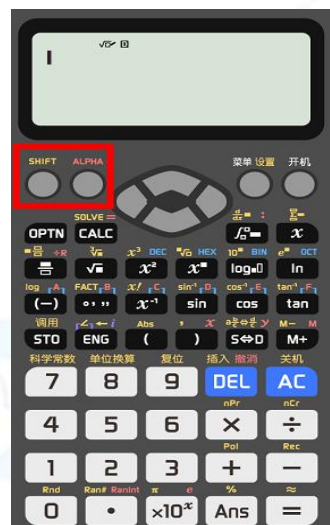 √▱ D
SHIFT ALPHA 菜单 设置 开机
SOLVE = :
OPTN CALC x
÷R x³ DEC HEX 10■ BIN e■ OCT
√■ x² x■ log■□ ln
log A FACT B x! C sin⁻¹ D cos⁻¹ E tan⁻¹ F
(−) ° ' " x⁻¹ sin cos tan
调用 ∠ ← i Abs , x y M− M
STO ENG ( ) S⇔D M+
科学常数 单位换算 复位 插入 撤消 关机
7 8 9 DEL AC
nPr nCr
4 5 6 × ÷
Pol Rec
1 2 3 + −
Rnd Ran# RanInt π e % ≈
0 • ×10ˣ Ans =